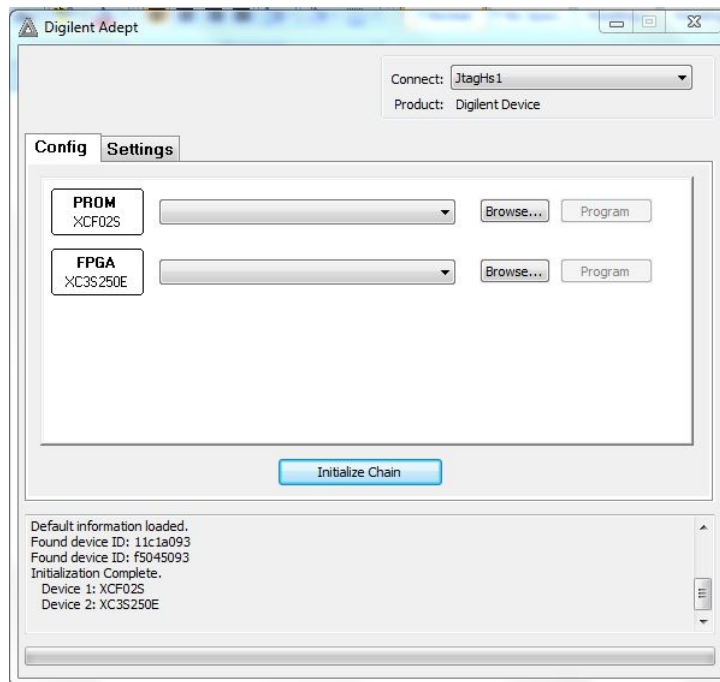 Digilent Adept
Connect: JtagHs1
Product: Digilent Device
Config Settings
PROM
XCF02S
Browse... Program
FPGA
XC3S250E
Browse... Program
Initialize Chain
Default information loaded.
Found device ID: 11c1a093
Found device ID: f5045093
Initialization Complete.
Device 1: XCF02S
Device 2: XC3S250E